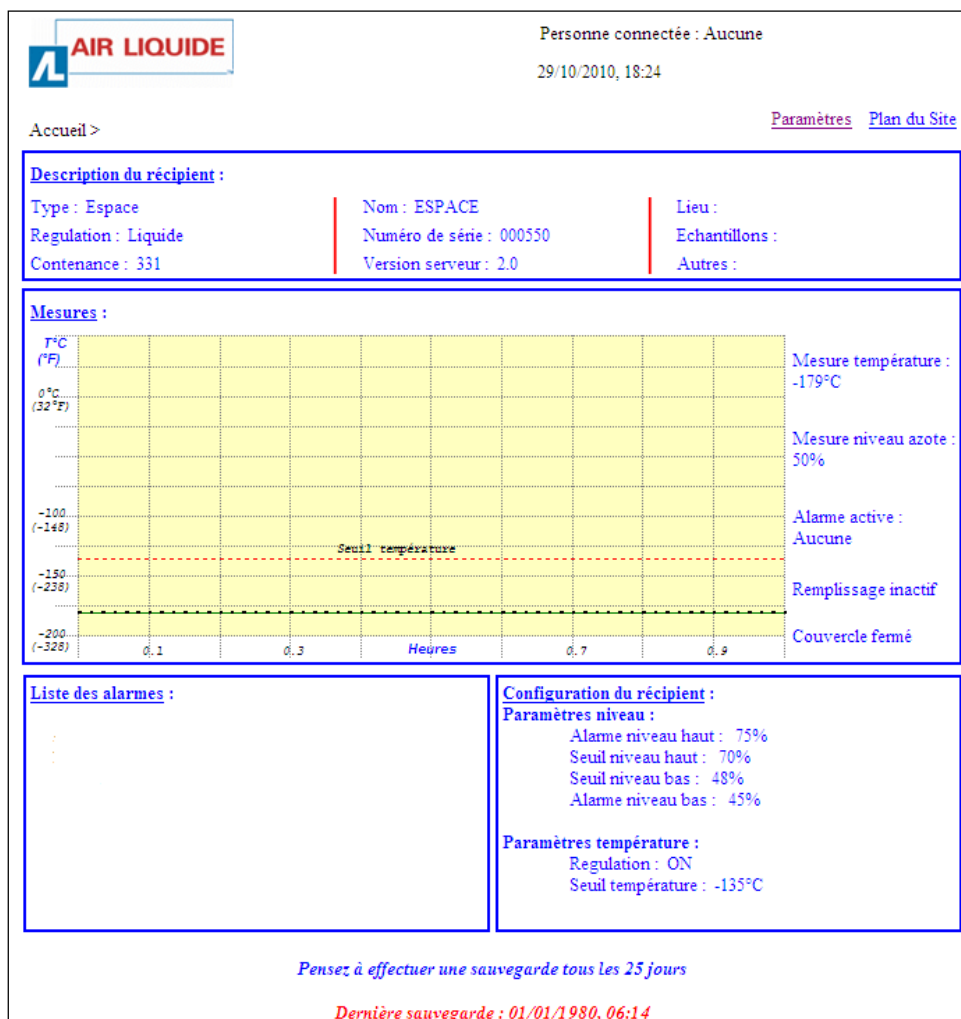 AIR LIQUIDE
Personne connectée : Aucune
29/10/2010, 18:24
Accueil >
Paramètres Plan du Site
Description du récipient :
Type : Espace
Nom : ESPACE
Lieu :
Regulation : Liquide
Numéro de série : 000550
Echantillons :
Contenance : 331
Version serveur : 2.0
Autres :
Mesures :
T°C
(°F)
0°C
(32°F)
-100
(-148)
-150
(-238)
-200
(-328)
Seuil température
0.1 0.3 Heures 0.7 0.9
Mesure température :
-179°C
Mesure niveau azote :
50%
Alarme active :
Aucune
Remplissage inactif
Couvercle fermé
Liste des alarmes :
Configuration du récipient :
Paramètres niveau :
Alarme niveau haut : 75%
Seuil niveau haut : 70%
Seuil niveau bas : 48%
Alarme niveau bas : 45%
Paramètres température :
Regulation : ON
Seuil température : -135°C
Pensez à effectuer une sauvegarde tous les 25 jours
Dernière sauvegarde : 01/01/1980, 06:14